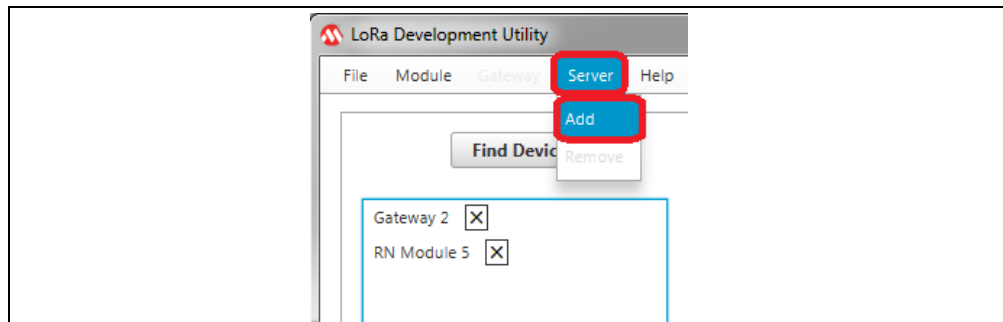 LoRa Development Utility
File Module Gateway Server Help
Add
Find Devic
Remove
Gateway 2
RN Module 5